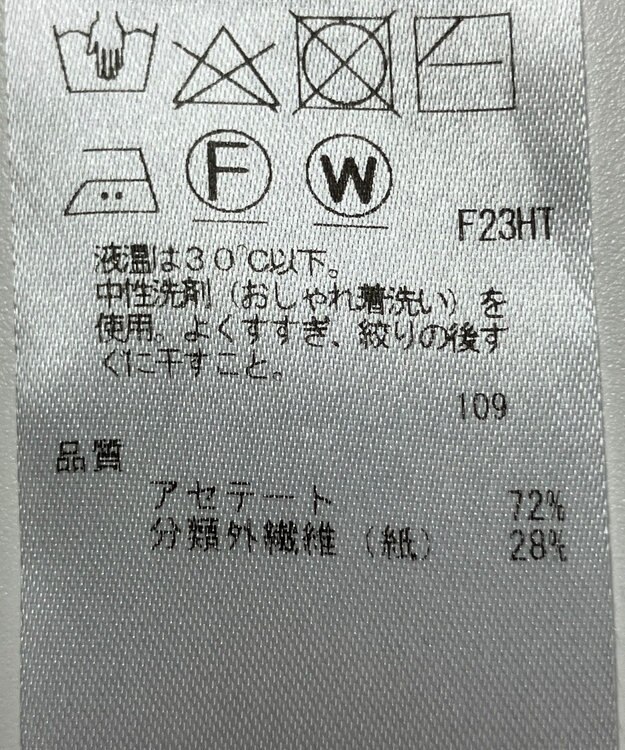 F
W
F23HT
液温は30℃以下。
中性洗剤(おしゃれ着洗い)を
使用。よくすすぎ、絞りの後す
ぐに干すこと。
109
品質
アセテート 72%
分類外繊維(紙) 28%